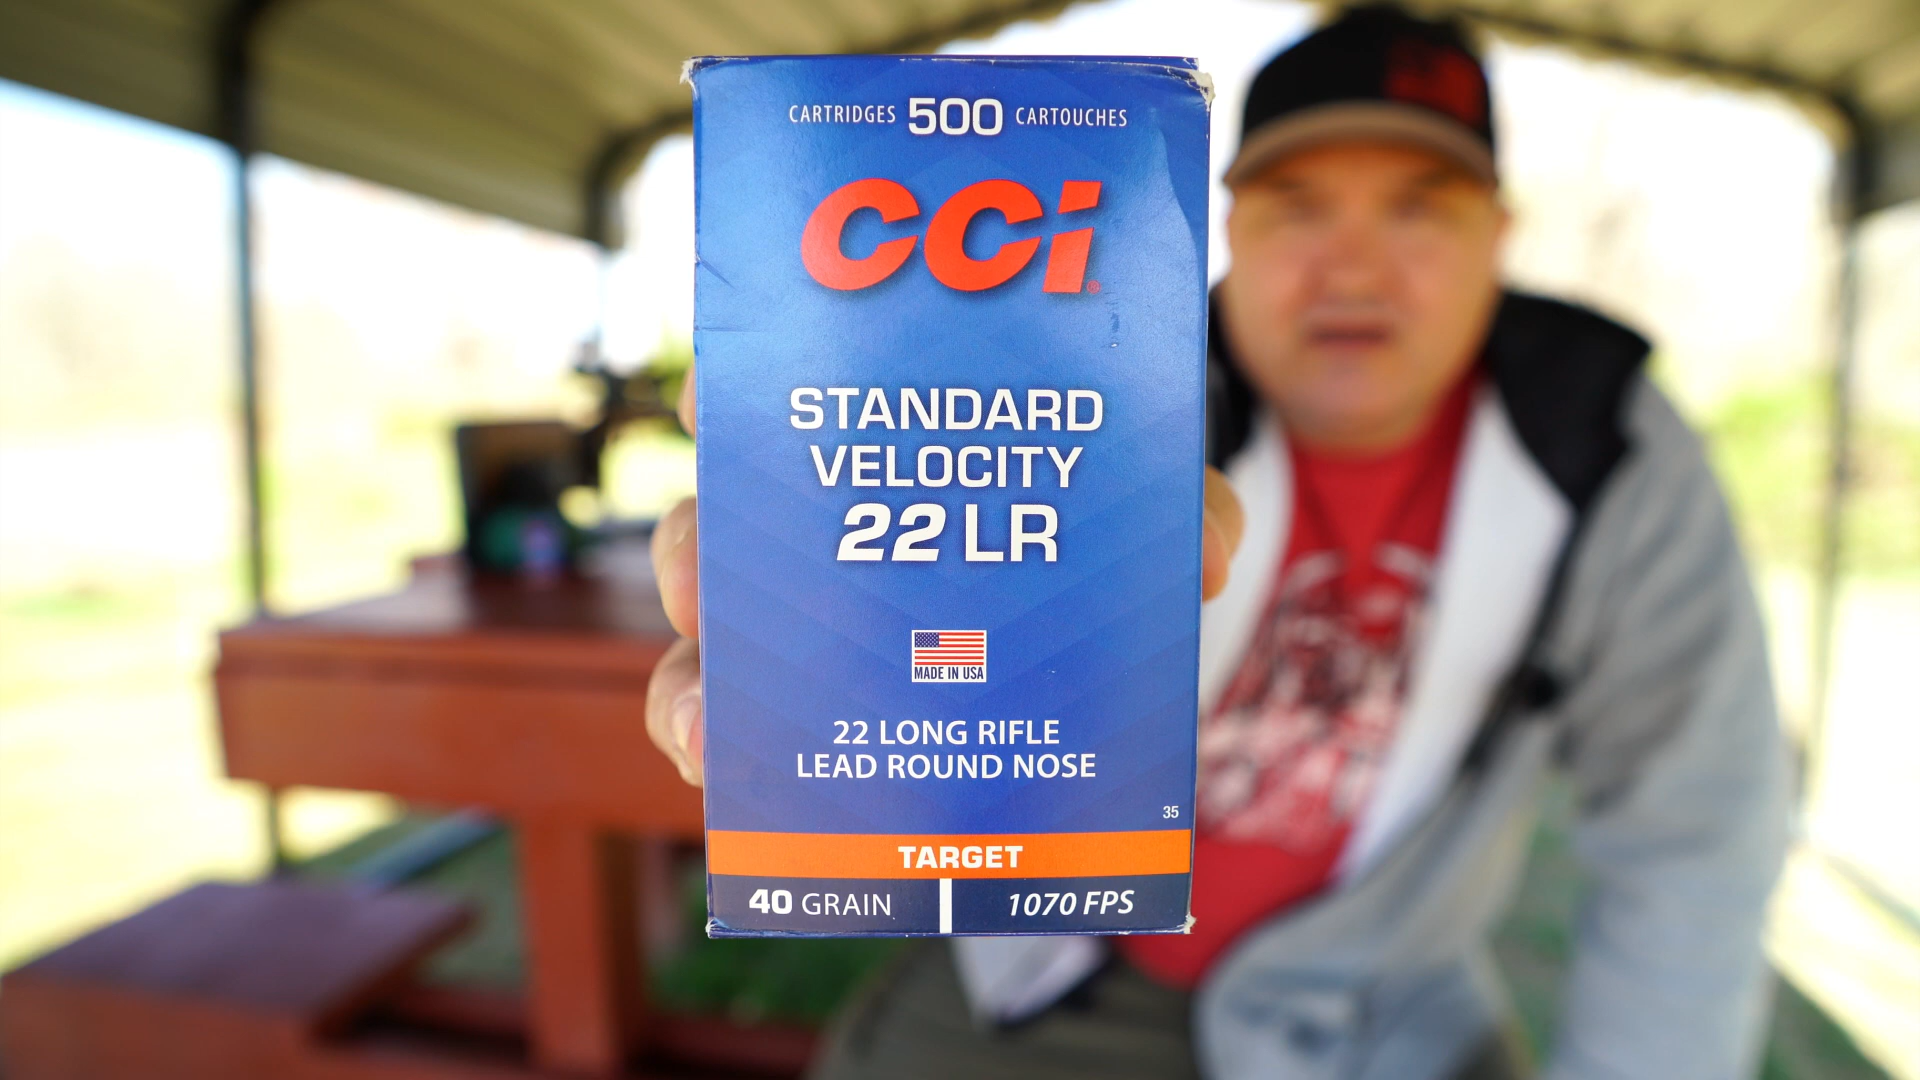 CARTRIDGES 500 CARTOUCHES
CCI®
STANDARD
VELOCITY
22 LR
MADE IN USA
22 LONG RIFLE
LEAD ROUND NOSE
35
TARGET
40 GRAIN
1070 FPS